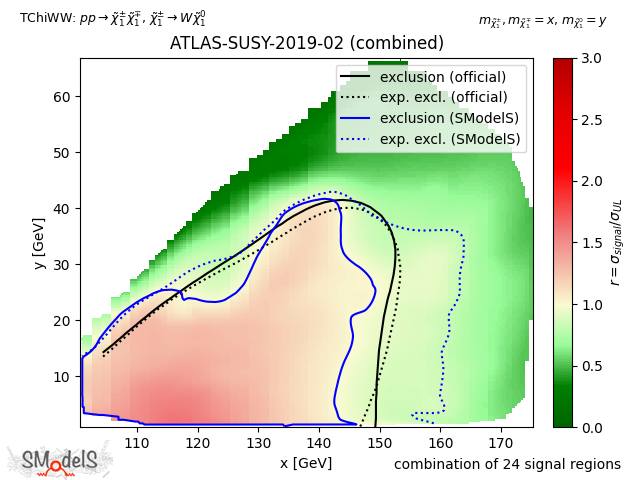 TChiWW: pp → χ̃₁^± χ̃₁^∓, χ̃₁^± → Wχ̃₁⁰
m_χ̃₁^±, m_χ̃₁^∓ = x, m_χ̃₁⁰ = y
ATLAS-SUSY-2019-02 (combined)
exclusion (official)
exp. excl. (official)
exclusion (SModelS)
exp. excl. (SModelS)
60
50
40
30
20
10
y [GeV]
110 120 130 140 150 160 170
x [GeV]
3.0
2.5
2.0
1.5
1.0
0.5
0.0
r = σ_signal/σ_UL
SModelS
combination of 24 signal regions